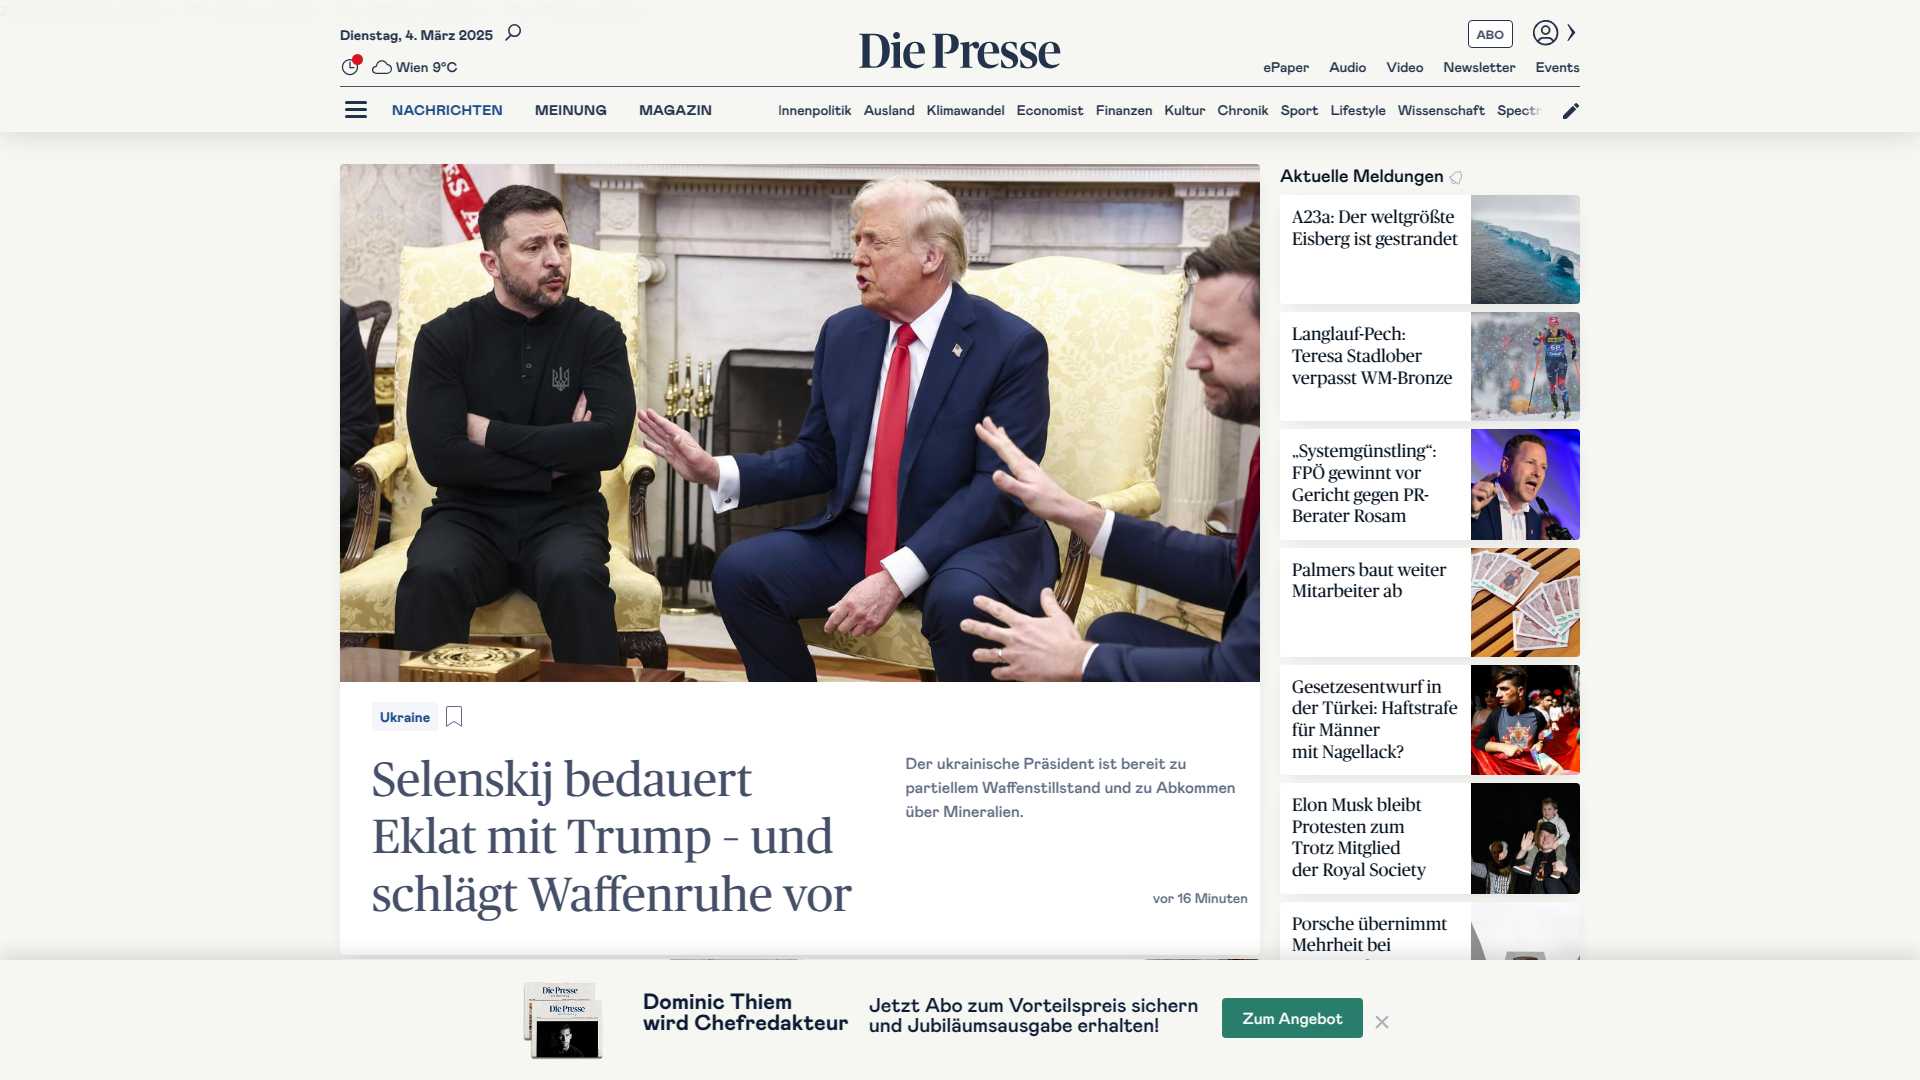 Dienstag, 4. März 2025
Wien 9°C
Die Presse
ABO
ePaper Audio Video Newsletter Events
NACHRICHTEN MEINUNG MAGAZIN
Innenpolitik Ausland Klimawandel Economist Finanzen Kultur Chronik Sport Lifestyle Wissenschaft
Ukraine
Selenskij bedauert
Eklat mit Trump – und
schlägt Waffenruhe vor
Der ukrainische Präsident ist bereit zu
partiellem Waffenstillstand und zu Abkommen
über Mineralien.
vor 16 Minuten
Aktuelle Meldungen
A23a: Der weltgrößte
Eisberg ist gestrandet
Langlauf-Pech:
Teresa Stadlober
verpasst WM-Bronze
„Systemgünstling“:
FPÖ gewinnt vor
Gericht gegen PR-
Berater Rosam
Palmers baut weiter
Mitarbeiter ab
Gesetzesentwurf in
der Türkei: Haftstrafe
für Männer
mit Nagellack?
Elon Musk bleibt
Protesten zum
Trotz Mitglied
der Royal Society
Porsche übernimmt
Mehrheit bei
Die Presse
Die Presse
Dominic Thiem
wird Chefredakteur
Jetzt Abo zum Vorteilspreis sichern
und Jubiläumsausgabe erhalten!
Zum Angebot